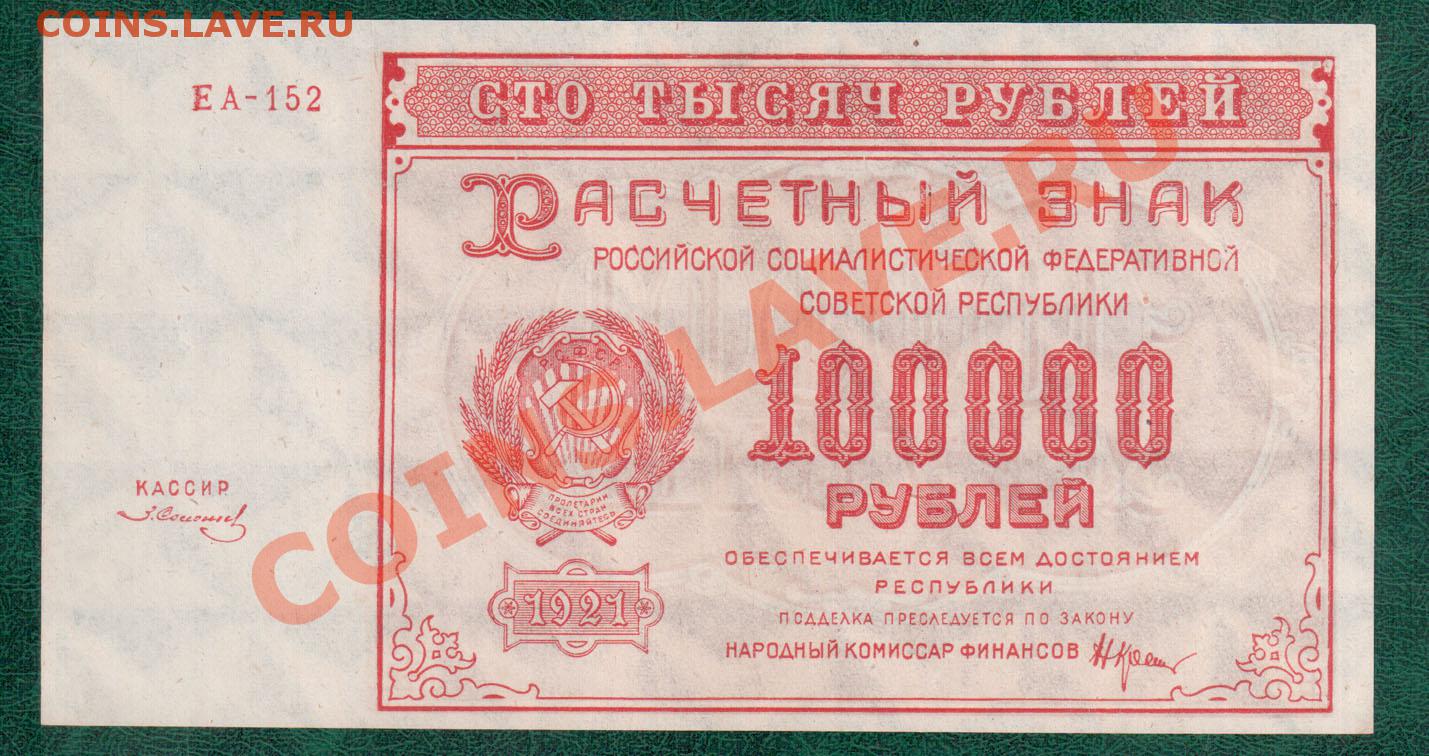 COINS.LAVE.RU
ЕА-152
СТО ТЫСЯЧ РУБЛЕЙ
РАСЧЕТНЫЙ ЗНАК
РОССИЙСКОЙ СОЦИАЛИСТИЧЕСКОЙ ФЕДЕРАТИВНОЙ
СОВЕТСКОЙ РЕСПУБЛИКИ
COINS.LAVE.RU
100000
РУБЛЕЙ
КАССИР
ПРОЛЕТАРИИ
ВСЕХ СТРАН
СОЕДИНЯЙТЕСЬ
1921
ОБЕСПЕЧИВАЕТСЯ ВСЕМ ДОСТОЯНИЕМ
РЕСПУБЛИКИ
ПОДДЕЛКА ПРЕСЛЕДУЕТСЯ ПО ЗАКОНУ
НАРОДНЫЙ КОМИССАР ФИНАНСОВ